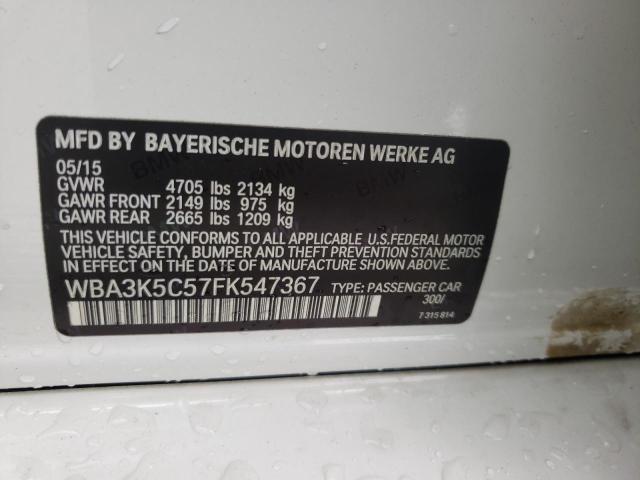 MFD BY BAYERISCHE MOTOREN WERKE AG
05/15
GVWR 4705 lbs 2134 kg
GAWR FRONT 2149 lbs 975 kg
GAWR REAR 2665 lbs 1209 kg
THIS VEHICLE CONFORMS TO ALL APPLICABLE U.S.FEDERAL MOTOR
VEHICLE SAFETY, BUMPER AND THEFT PREVENTION STANDARDS
IN EFFECT ON THE DATE OF MANUFACTURE SHOWN ABOVE.
WBA3K5C57FK547367 TYPE: PASSENGER CAR
300/
7 315 814